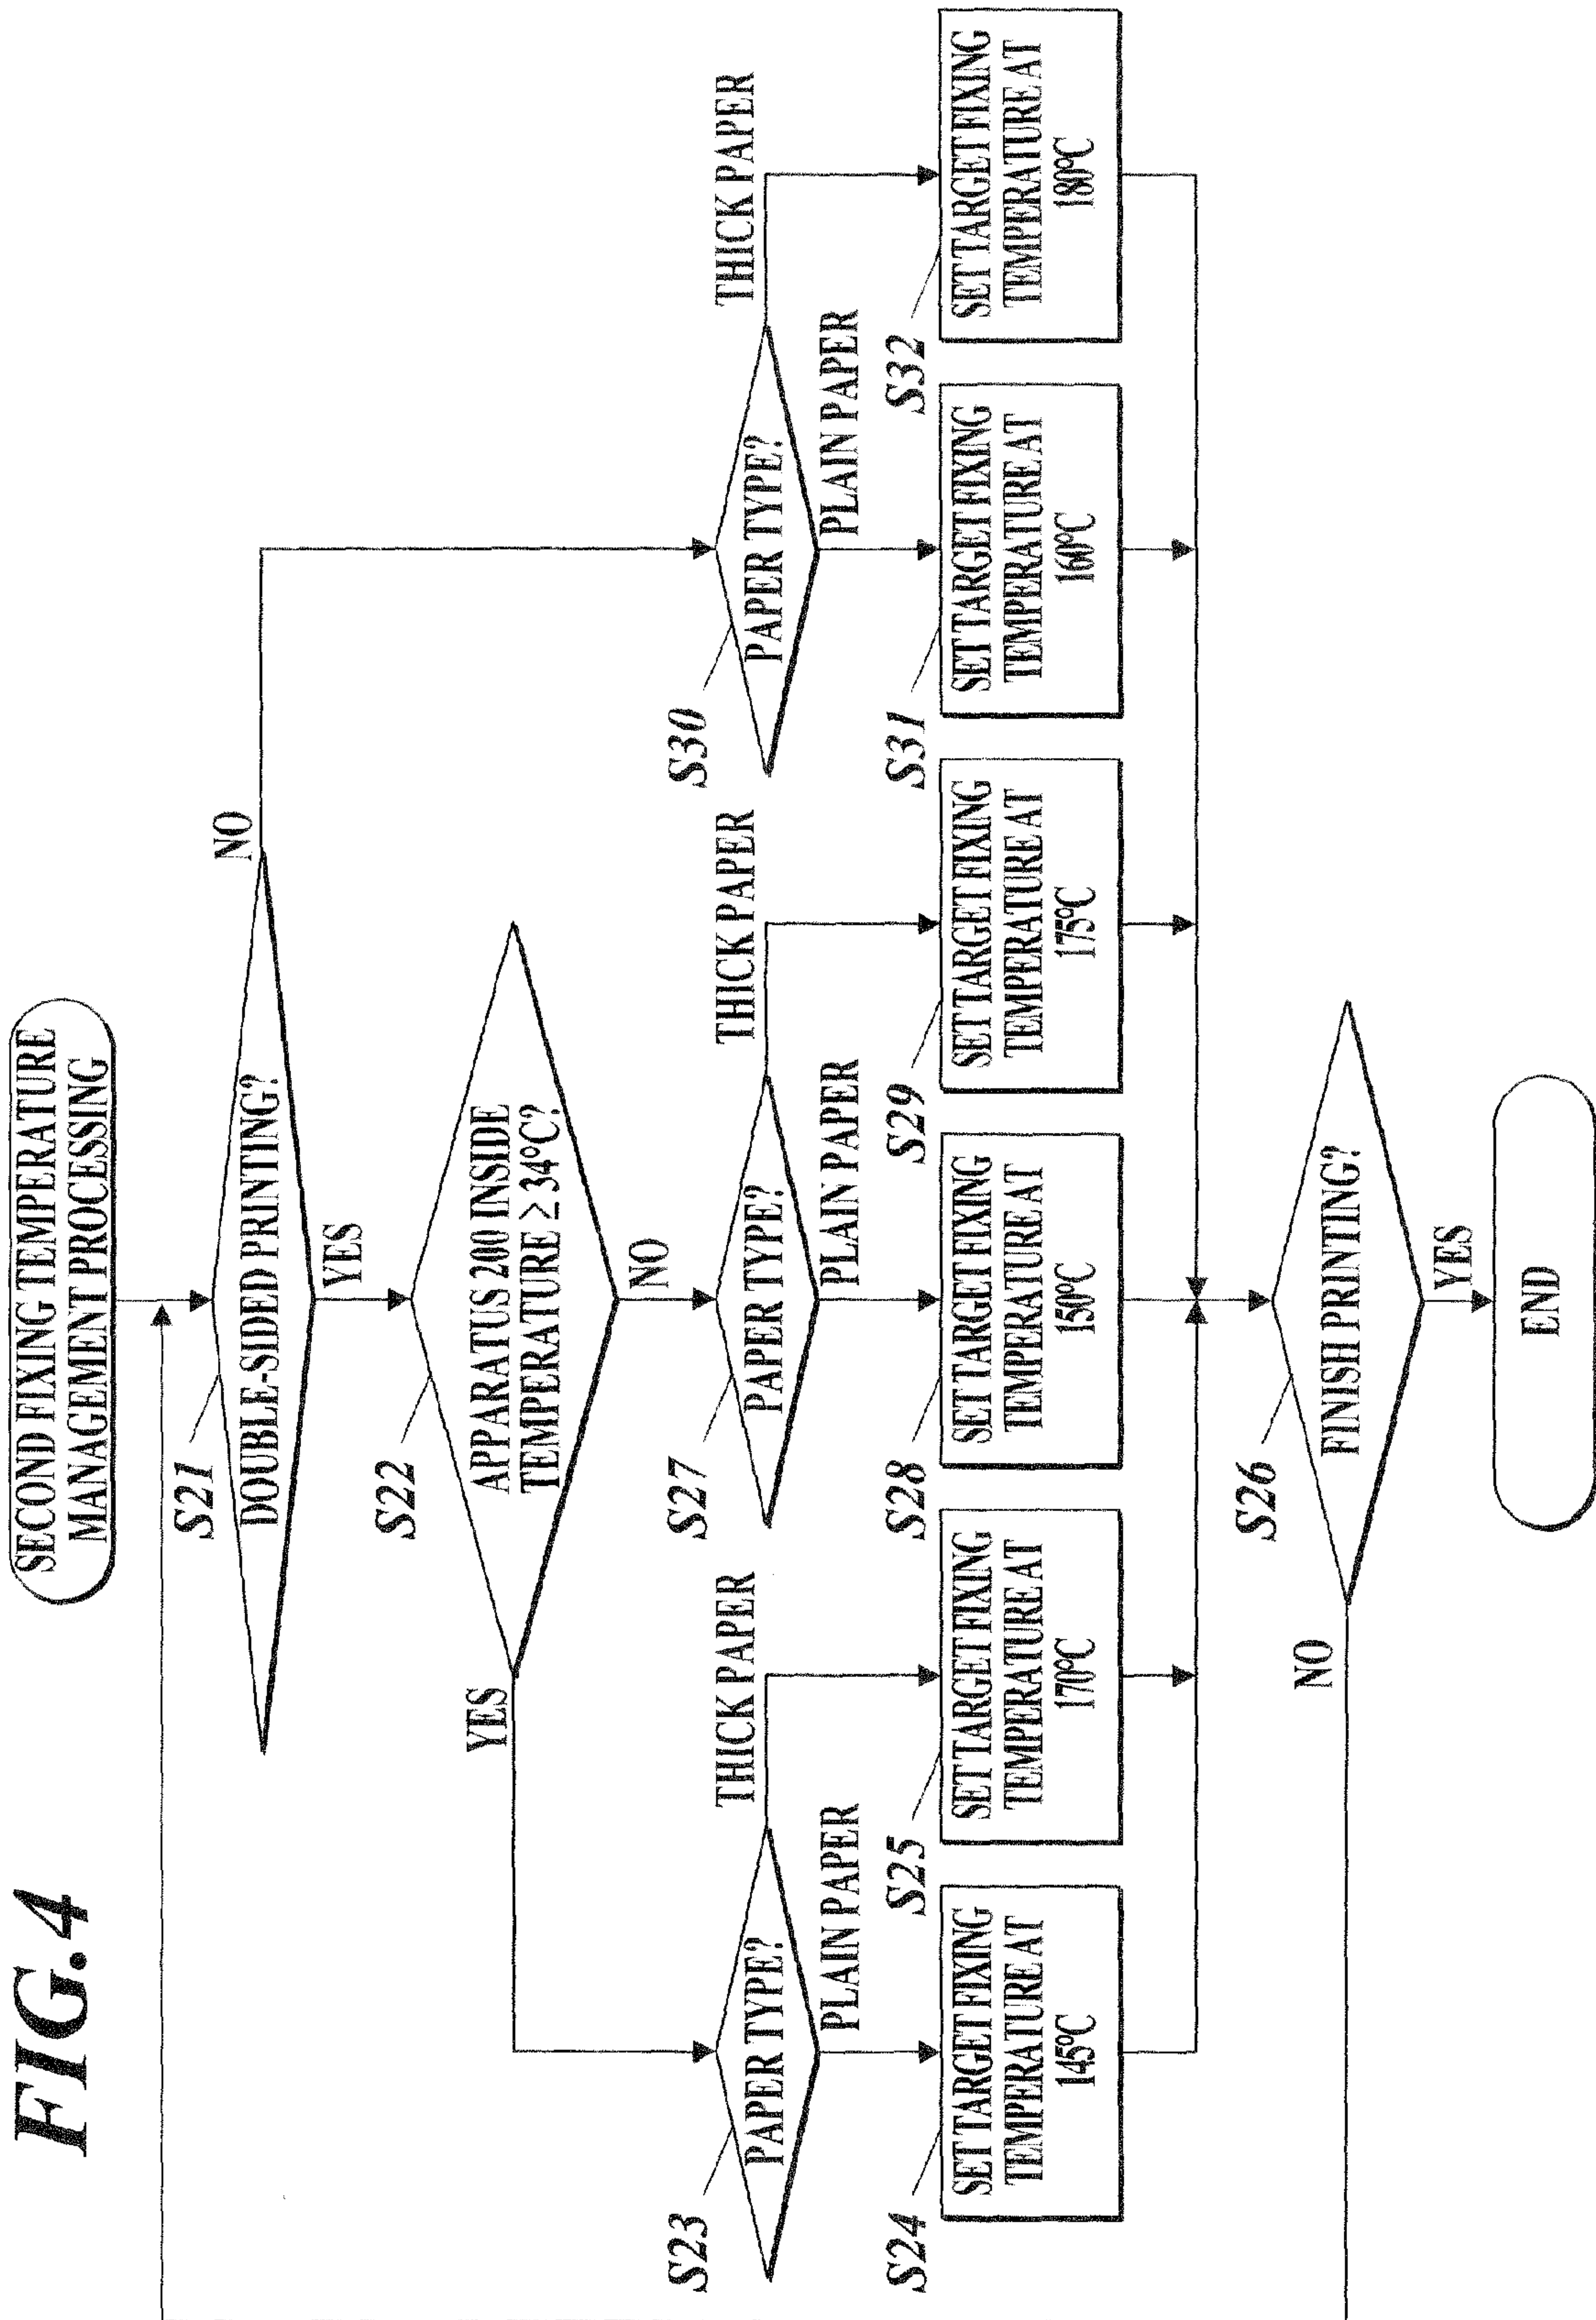 FIG.4
SECOND FIXING TEMPERATURE
MANAGEMENT PROCESSING
S21
DOUBLE-SIDED PRINTING?
NO
YES
S22
APPARATUS 200 INSIDE
TEMPERATURE ≥ 34°C?
YES
NO
S23
PAPER TYPE?
THICK PAPER
PLAIN PAPER
S27
PAPER TYPE?
THICK PAPER
PLAIN PAPER
S30
PAPER TYPE?
THICK PAPER
PLAIN PAPER
S24
SET TARGET FIXING
TEMPERATURE AT
145°C
S25
SET TARGET FIXING
TEMPERATURE AT
170°C
S28
SET TARGET FIXING
TEMPERATURE AT
150°C
S29
SET TARGET FIXING
TEMPERATURE AT
175°C
S31
SET TARGET FIXING
TEMPERATURE AT
160°C
S32
SET TARGET FIXING
TEMPERATURE AT
180°C
S26
FINISH PRINTING?
NO
YES
END